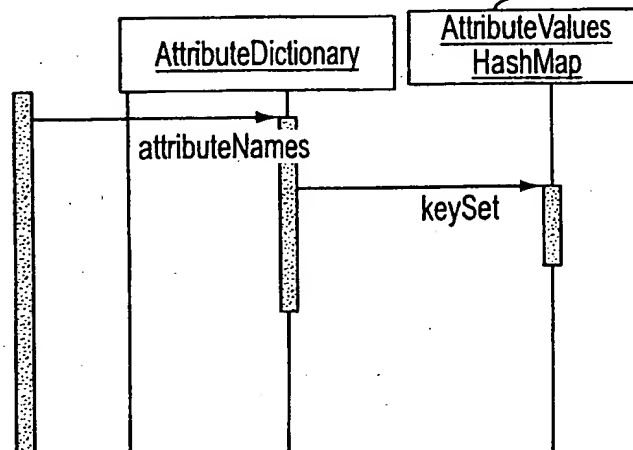 AttributeDictionary
AttributeValues
HashMap
attributeNames
keySet